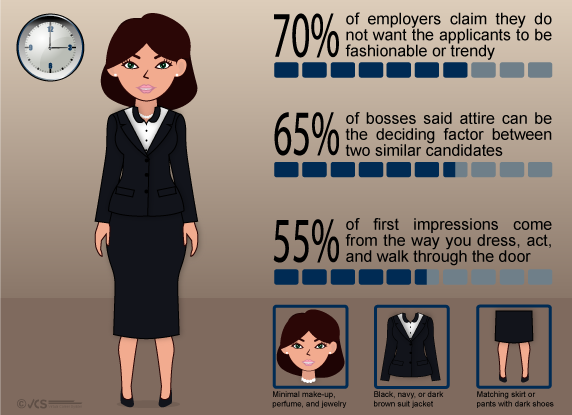 70% of employers claim they do
not want the applicants to be
fashionable or trendy
65% of bosses said attire can be
the deciding factor between
two similar candidates
55% of first impressions come
from the way you dress, act,
and walk through the door
Minimal make-up,
perfume, and jewelry
Black, navy, or dark
brown suit jacket
Matching skirt or
pants with dark shoes